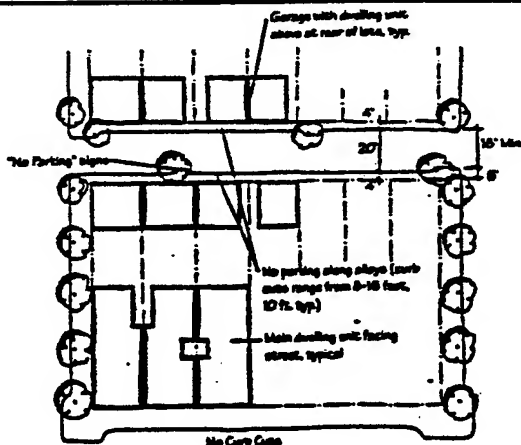 Garage with dwelling unit
above at rear of lots, typ.
4'
20'
16' Min
"No Parking" signs
4'
6'
No parking along alleys (curb
cuts range from 8-16 feet,
10 ft. typ.)
Main dwelling unit facing
street, typical
No Curb Cuts